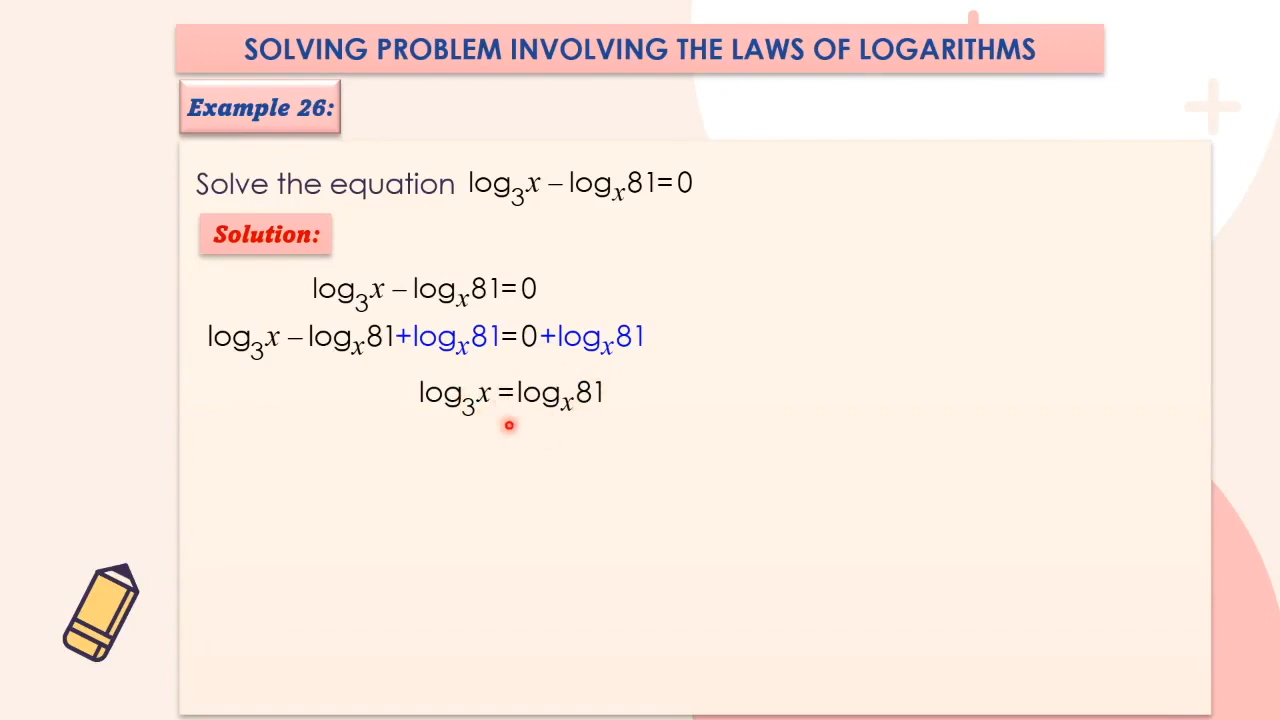 SOLVING PROBLEM INVOLVING THE LAWS OF LOGARITHMS
Example 26:
Solve the equation log₃x – logₓ81=0
Solution:
log₃x – logₓ81=0
log₃x – logₓ81+logₓ81=0+logₓ81
log₃x =logₓ81